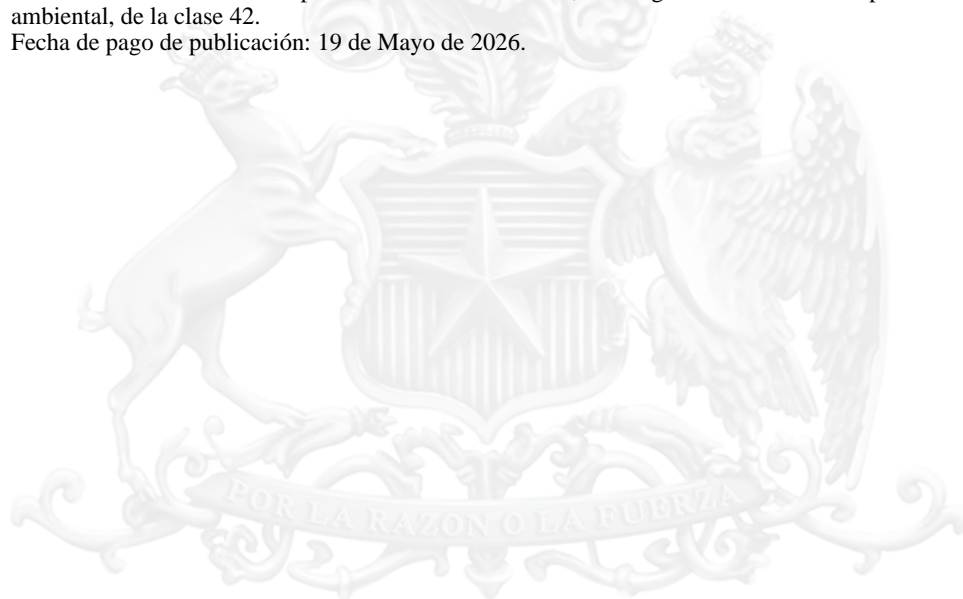 ambiental, de la clase 42.
Fecha de pago de publicación: 19 de Mayo de 2026.
POR LA RAZON O LA FUERZA